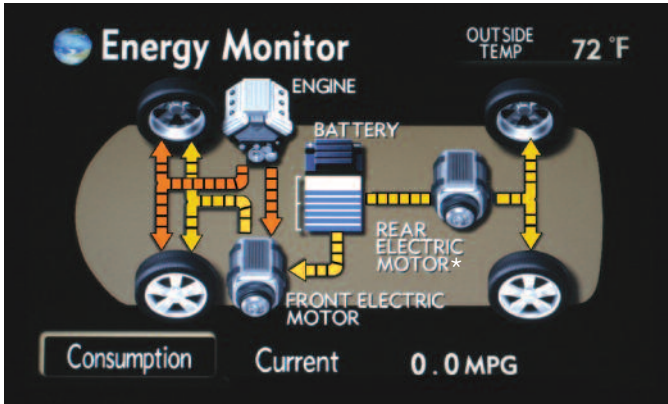 Energy Monitor
OUTSIDE
TEMP
72 °F
ENGINE
BATTERY
REAR
ELECTRIC
MOTOR*
FRONT ELECTRIC
MOTOR
Consumption
Current
0.0 MPG